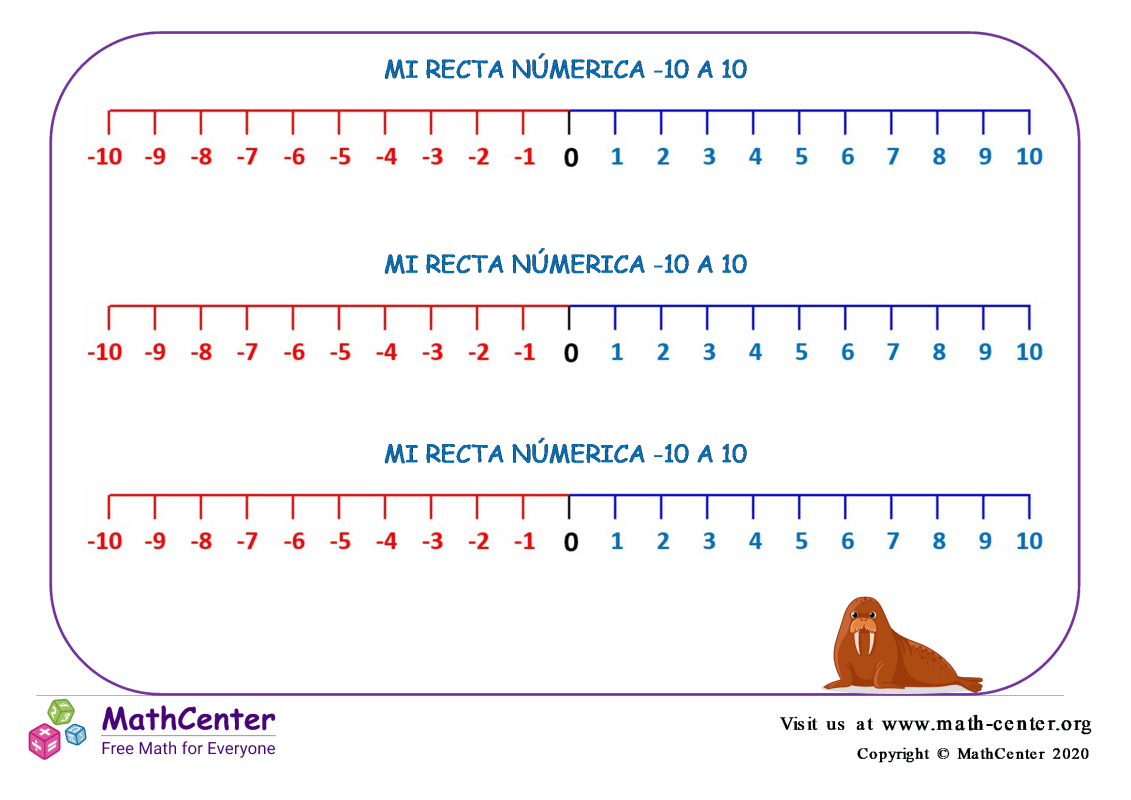 MI RECTA NÚMERICA -10 A 10
-10 -9 -8 -7 -6 -5 -4 -3 -2 -1 0 1 2 3 4 5 6 7 8 9 10
MI RECTA NÚMERICA -10 A 10
-10 -9 -8 -7 -6 -5 -4 -3 -2 -1 0 1 2 3 4 5 6 7 8 9 10
MI RECTA NÚMERICA -10 A 10
-10 -9 -8 -7 -6 -5 -4 -3 -2 -1 0 1 2 3 4 5 6 7 8 9 10
MathCenter
Free Math for Everyone
Visit us at www.math-center.org
Copyright © MathCenter 2020